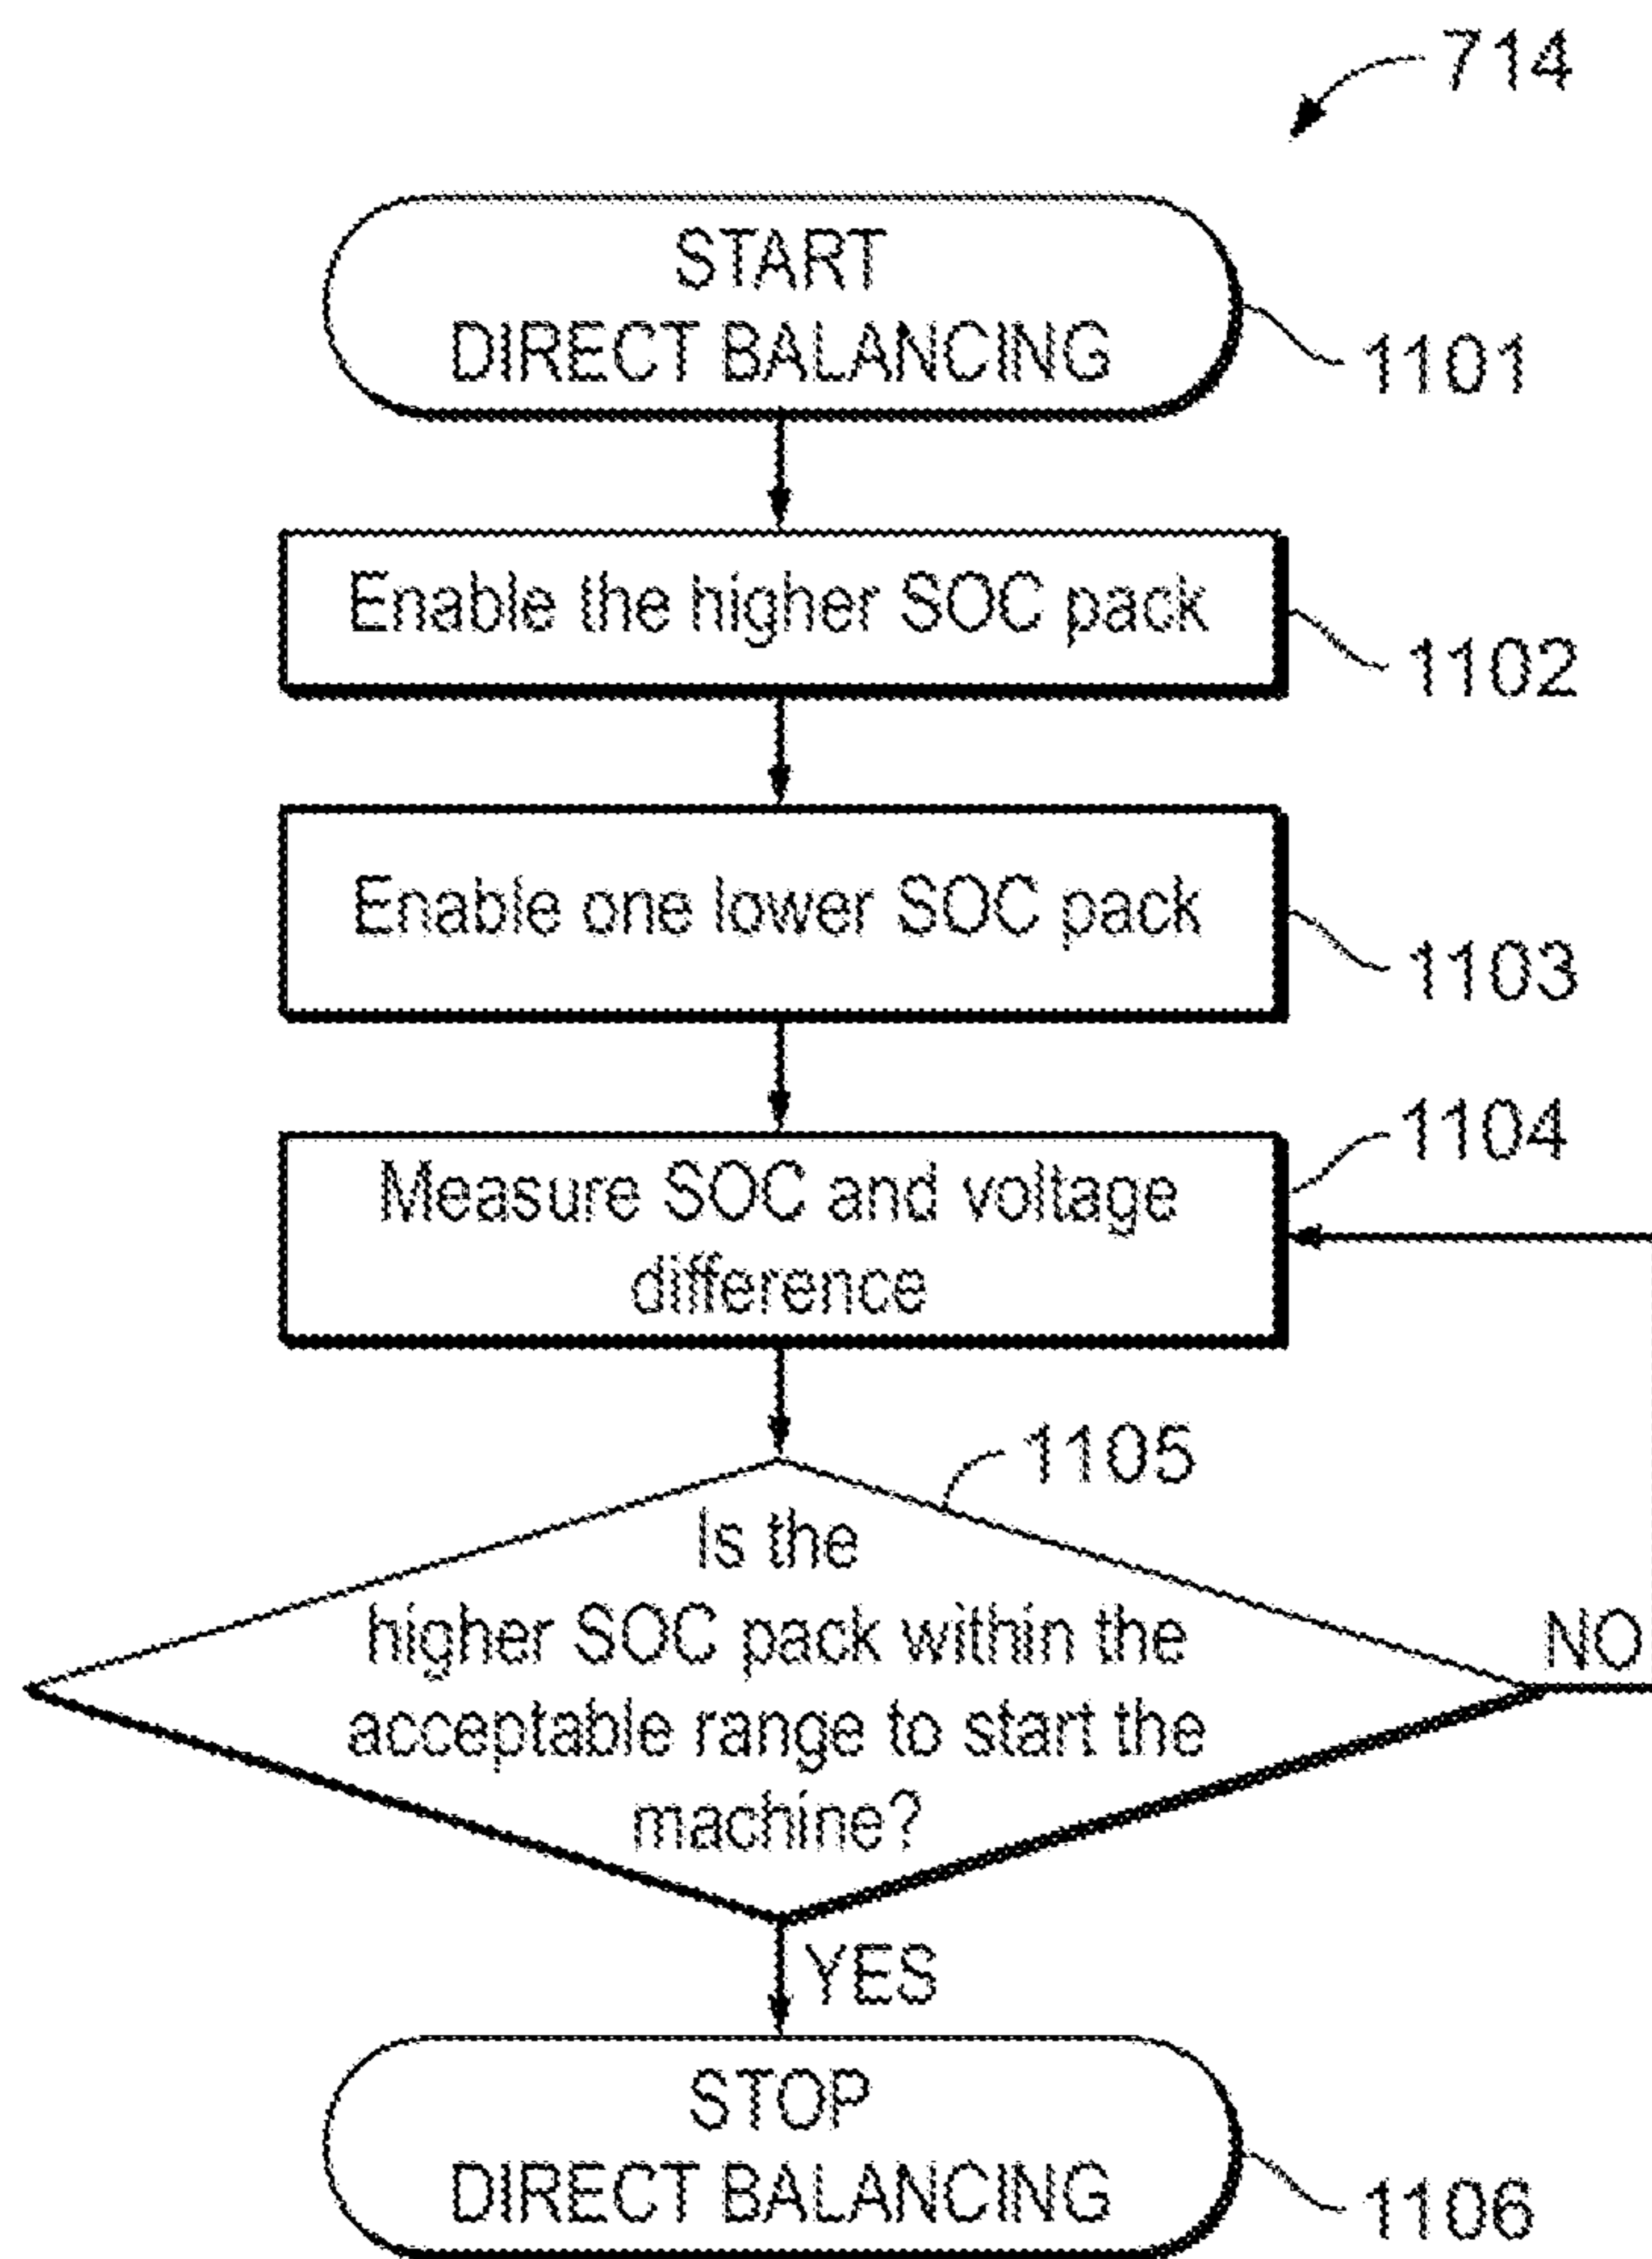 714
START
DIRECT BALANCING
1101
Enable the higher SOC pack
1102
Enable one lower SOC pack
1103
1104
Measure SOC and voltage
difference
1105
Is the
higher SOC pack within the
acceptable range to start the
machine?
NO
YES
STOP
DIRECT BALANCING
1106